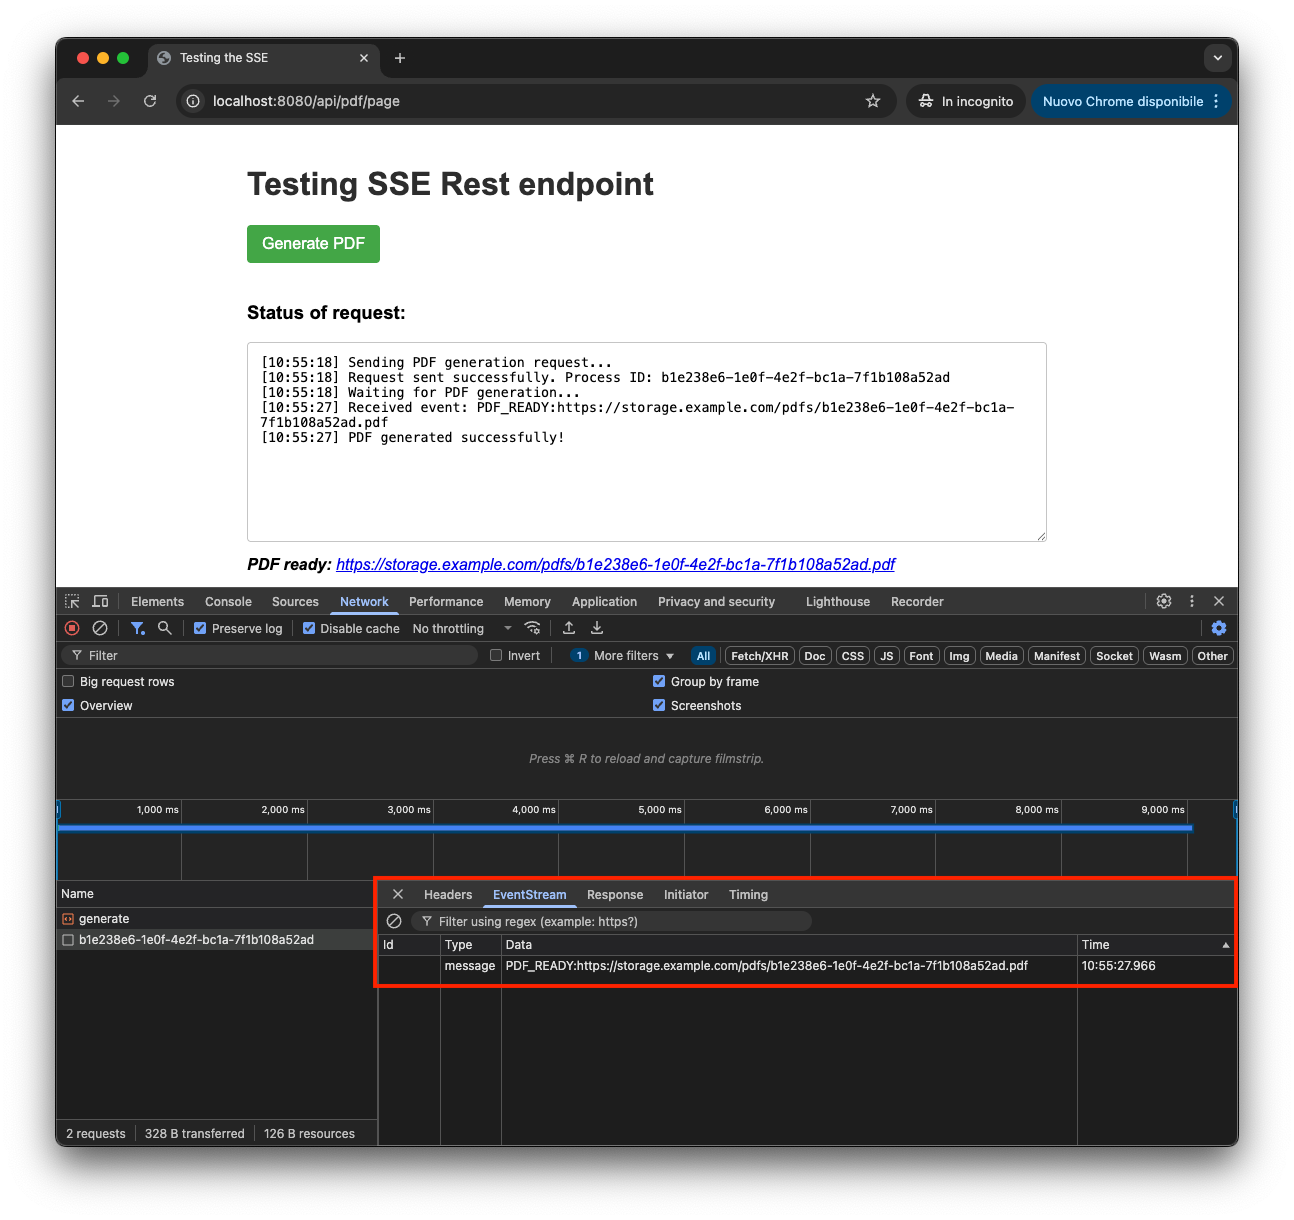 Testing the SSE
localhost:8080/api/pdf/page
In incognito
Nuovo Chrome disponibile
Testing SSE Rest endpoint
Generate PDF
Status of request:
[10:55:18] Sending PDF generation request...
[10:55:18] Request sent successfully. Process ID: b1e238e6-1e0f-4e2f-bc1a-7f1b108a52ad
[10:55:18] Waiting for PDF generation...
[10:55:27] Received event: PDF_READY:https://storage.example.com/pdfs/b1e238e6-1e0f-4e2f-bc1a-
7f1b108a52ad.pdf
[10:55:27] PDF generated successfully!
PDF ready: https://storage.example.com/pdfs/b1e238e6-1e0f-4e2f-bc1a-7f1b108a52ad.pdf
Elements Console Sources Network Performance Memory Application Privacy and security Lighthouse Recorder
Preserve log Disable cache No throttling
Filter Invert 1 More filters All Fetch/XHR Doc CSS JS Font Img Media Manifest Socket Wasm Other
Big request rows Group by frame
Overview Screenshots
Press ⌘ R to reload and capture filmstrip.
1,000 ms 2,000 ms 3,000 ms 4,000 ms 5,000 ms 6,000 ms 7,000 ms 8,000 ms 9,000 ms
Name
generate
b1e238e6-1e0f-4e2f-bc1a-7f1b108a52ad
Headers EventStream Response Initiator Timing
Filter using regex (example: https?)
Id Type Data Time
message PDF_READY:https://storage.example.com/pdfs/b1e238e6-1e0f-4e2f-bc1a-7f1b108a52ad.pdf 10:55:27.966
2 requests 328 B transferred 126 B resources